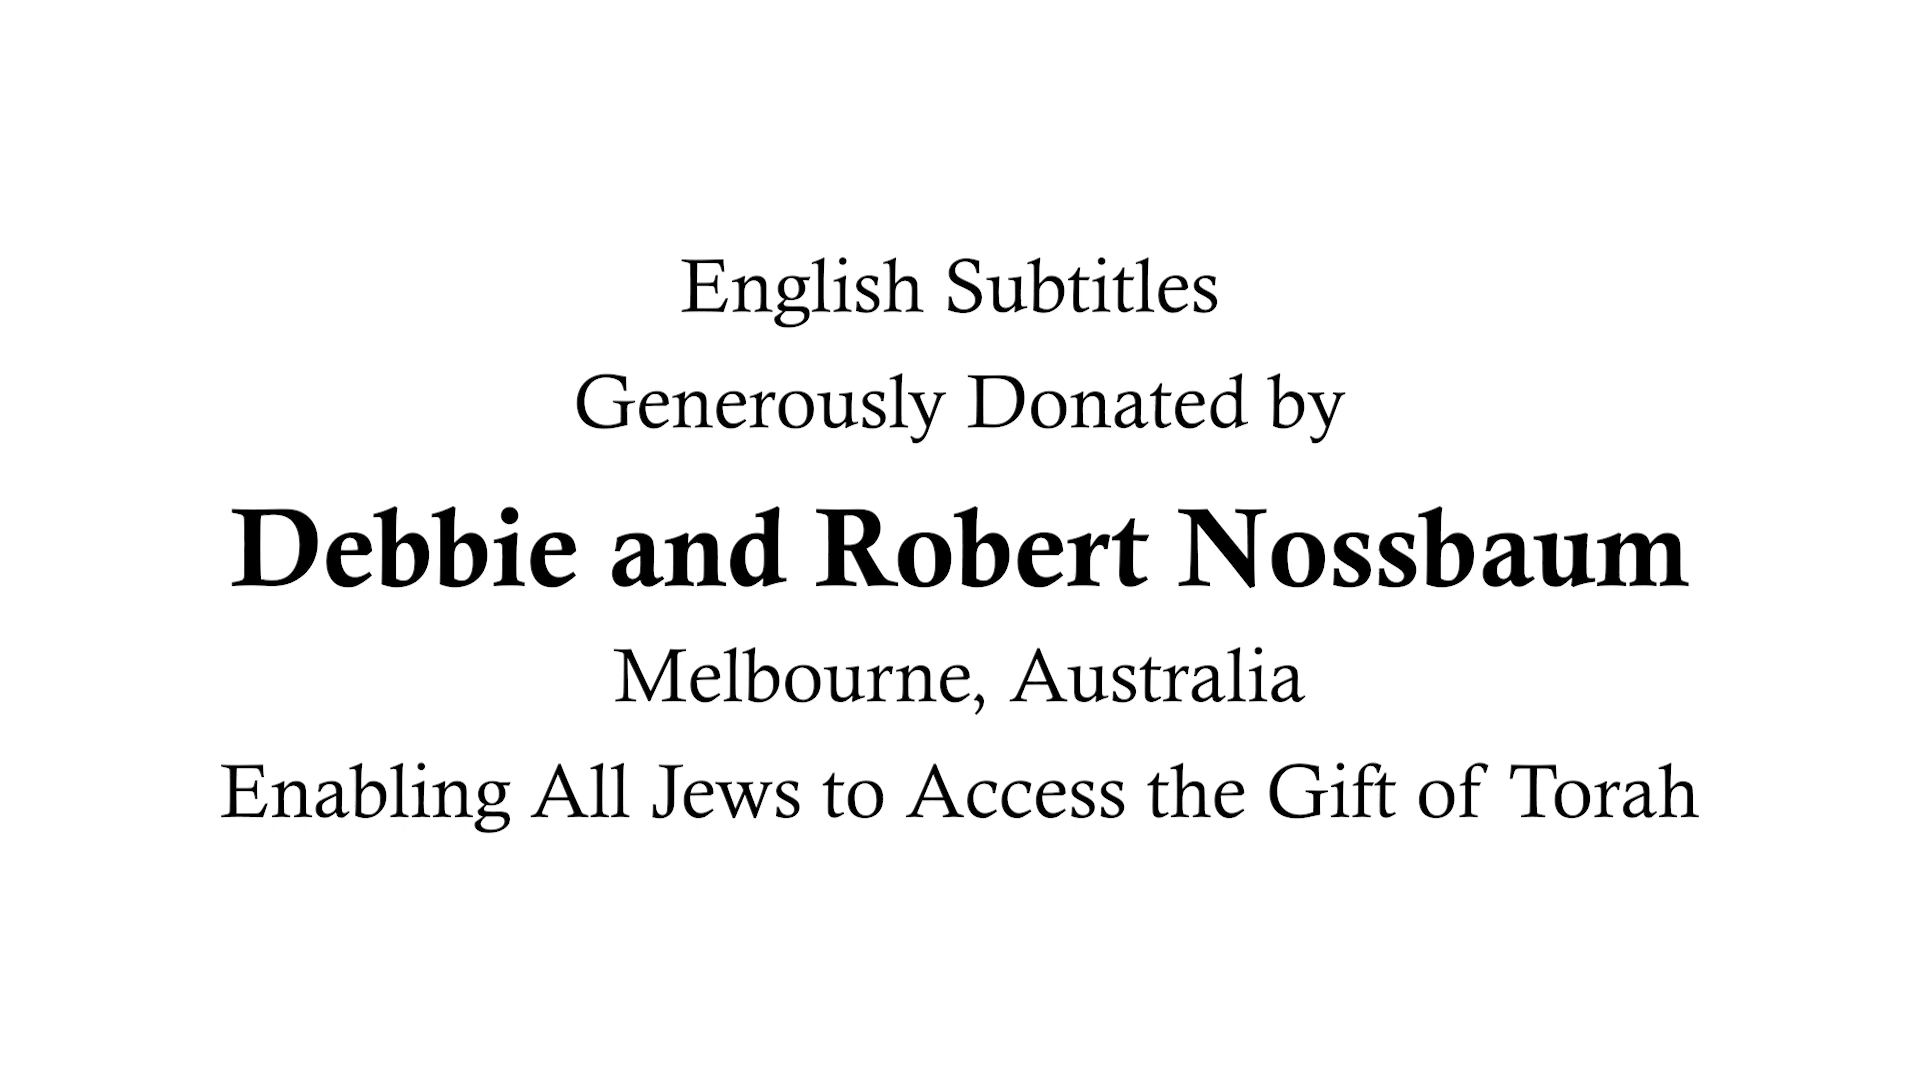 English Subtitles
Generously Donated by
Debbie and Robert Nossbaum
Melbourne, Australia
Enabling All Jews to Access the Gift of Torah